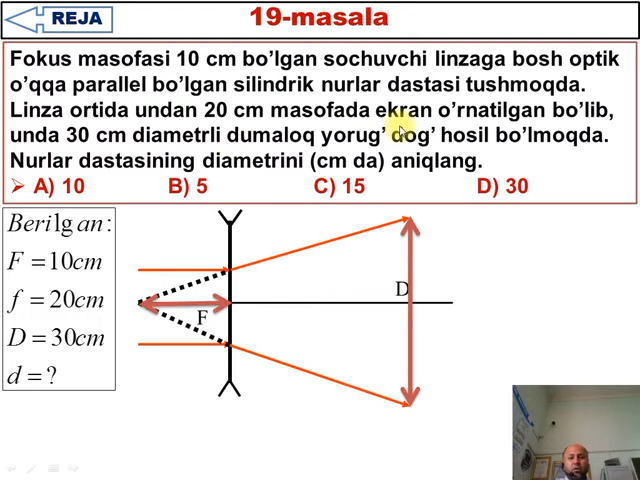 REJA
19-masala
Fokus masofasi 10 cm bo’lgan sochuvchi linzaga bosh optik
o’qqa parallel bo’lgan silindrik nurlar dastasi tushmoqda.
Linza ortida undan 20 cm masofada ekran o’rnatilgan bo’lib,
unda 30 cm diametrli dumaloq yorug’ dog’ hosil bo’lmoqda.
Nurlar dastasining diametrini (cm da) aniqlang.
➢ A) 10 B) 5 C) 15 D) 30
Berilgan:
F = 10cm
f = 20cm
D = 30cm
d = ?
D
F